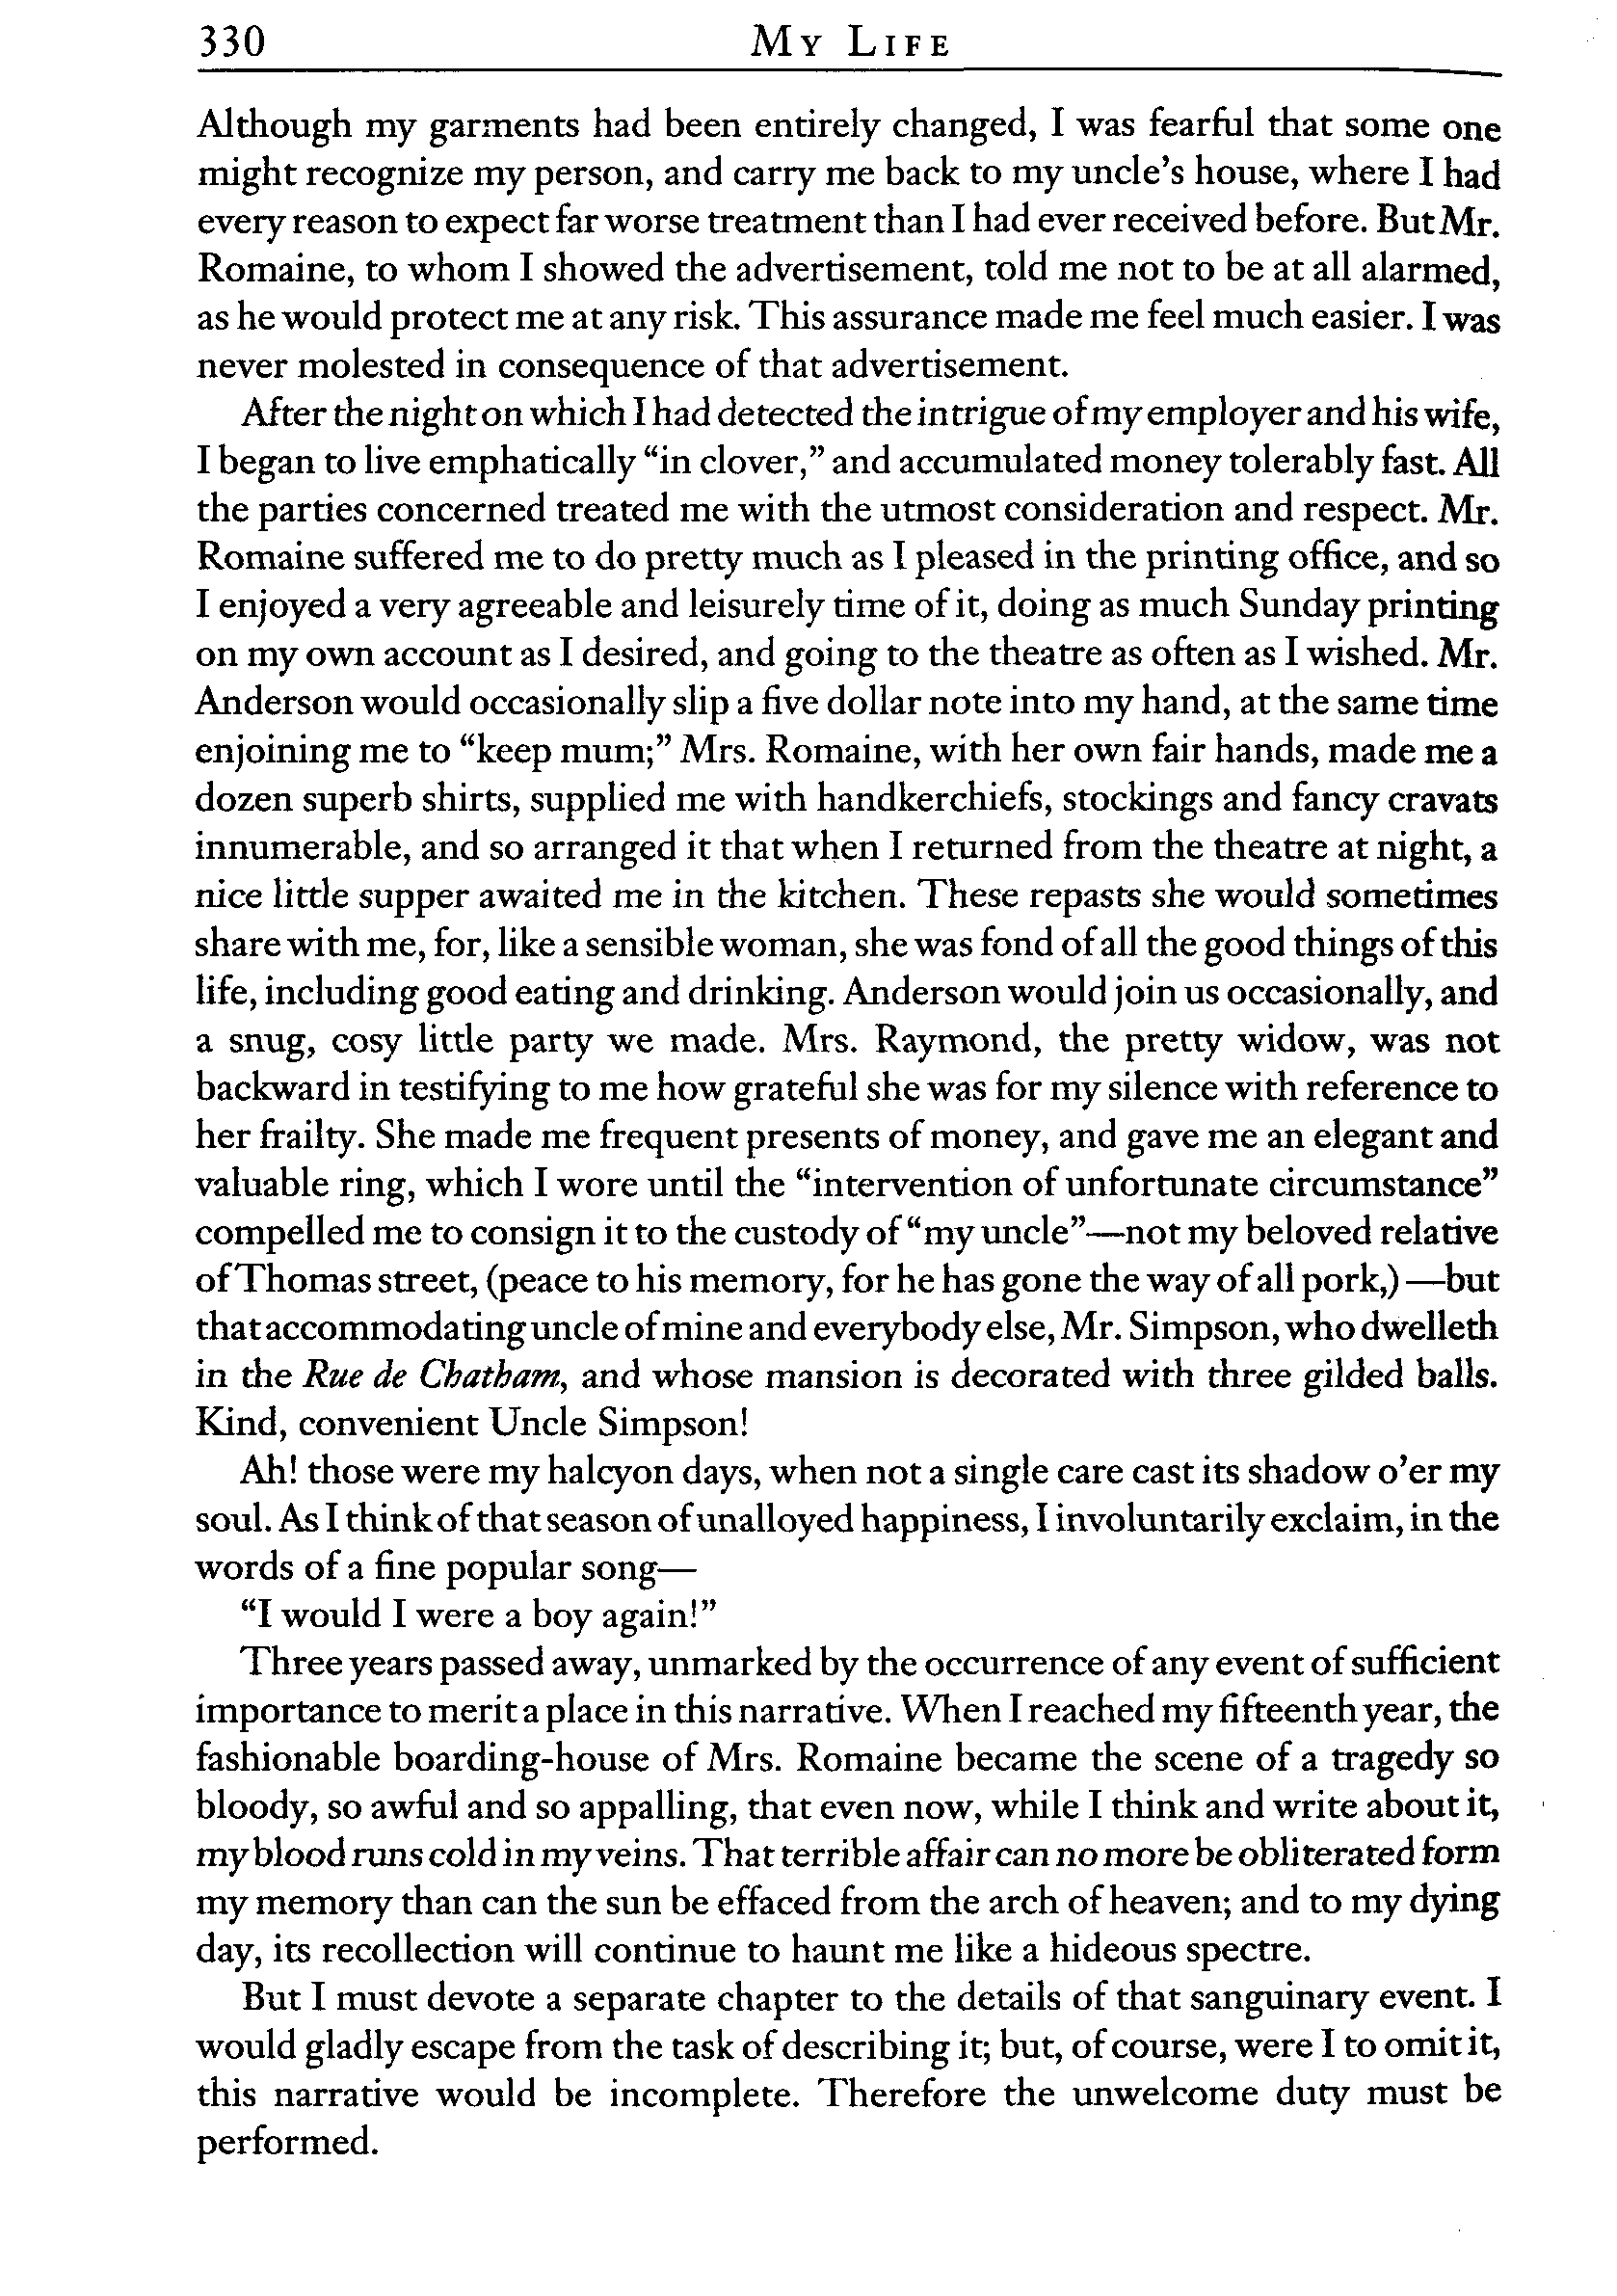 330 My Life
Although my garments had been entirely changed, I was fearful that some one
might recognize my person, and carry me back to my uncle's house, where I had
every reason to expect far worse treatment than I had ever received before. But Mr.
Romaine, to whom I showed the advertisement, told me not to be at all alarmed,
as he would protect me at any risk. This assurance made me feel much easier. I was
never molested in consequence of that advertisement.
After the night on which I had detected the intrigue of my employer and his wife,
I began to live emphatically “in clover,” and accumulated money tolerably fast. All
the parties concerned treated me with the utmost consideration and respect. Mr.
Romaine suffered me to do pretty much as I pleased in the printing office, and so
I enjoyed a very agreeable and leisurely time of it, doing as much Sunday printing
on my own account as I desired, and going to the theatre as often as I wished. Mr.
Anderson would occasionally slip a five dollar note into my hand, at the same time
enjoining me to “keep mum;” Mrs. Romaine, with her own fair hands, made me a
dozen superb shirts, supplied me with handkerchiefs, stockings and fancy cravats
innumerable, and so arranged it that when I returned from the theatre at night, a
nice little supper awaited me in the kitchen. These repasts she would sometimes
share with me, for, like a sensible woman, she was fond of all the good things of this
life, including good eating and drinking. Anderson would join us occasionally, and
a snug, cosy little party we made. Mrs. Raymond, the pretty widow, was not
backward in testifying to me how grateful she was for my silence with reference to
her frailty. She made me frequent presents of money, and gave me an elegant and
valuable ring, which I wore until the “intervention of unfortunate circumstance”
compelled me to consign it to the custody of “my uncle”—not my beloved relative
of Thomas street, (peace to his memory, for he has gone the way of all pork,) —but
that accommodating uncle of mine and everybody else, Mr. Simpson, who dwelleth
in the Rue de Chatham, and whose mansion is decorated with three gilded balls.
Kind, convenient Uncle Simpson!
Ah! those were my halcyon days, when not a single care cast its shadow o'er my
soul. As I think of that season of unalloyed happiness, I involuntarily exclaim, in the
words of a fine popular song—
“I would I were a boy again!”
Three years passed away, unmarked by the occurrence of any event of sufficient
importance to merit a place in this narrative. When I reached my fifteenth year, the
fashionable boarding-house of Mrs. Romaine became the scene of a tragedy so
bloody, so awful and so appalling, that even now, while I think and write about it,
my blood runs cold in my veins. That terrible affair can no more be obliterated form
my memory than can the sun be effaced from the arch of heaven; and to my dying
day, its recollection will continue to haunt me like a hideous spectre.
But I must devote a separate chapter to the details of that sanguinary event. I
would gladly escape from the task of describing it; but, of course, were I to omit it,
this narrative would be incomplete. Therefore the unwelcome duty must be
performed.